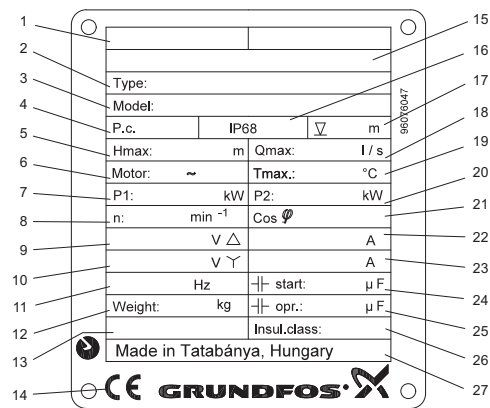 1 15
2 16
3 Type: 17
4 Model: 18
5 P.c. IP68 m 19
6 Hmax: m Qmax: l / s 20
7 Motor: ~ Tmax.: °C 21
8 P1: kW P2: kW 22
9 n: min -1 Cos φ 23
10 V △ A 24
11 V Y A 25
12 Hz ⊣⊢ start: µ F 26
13 Weight: kg ⊣⊢ opr.: µ F 27
14 Insul.class:
Made in Tatabánya, Hungary
CE GRUNDFOS
96076047